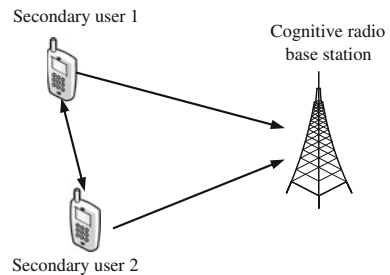 Secondary user 1
Cognitive radio
base station
Secondary user 2